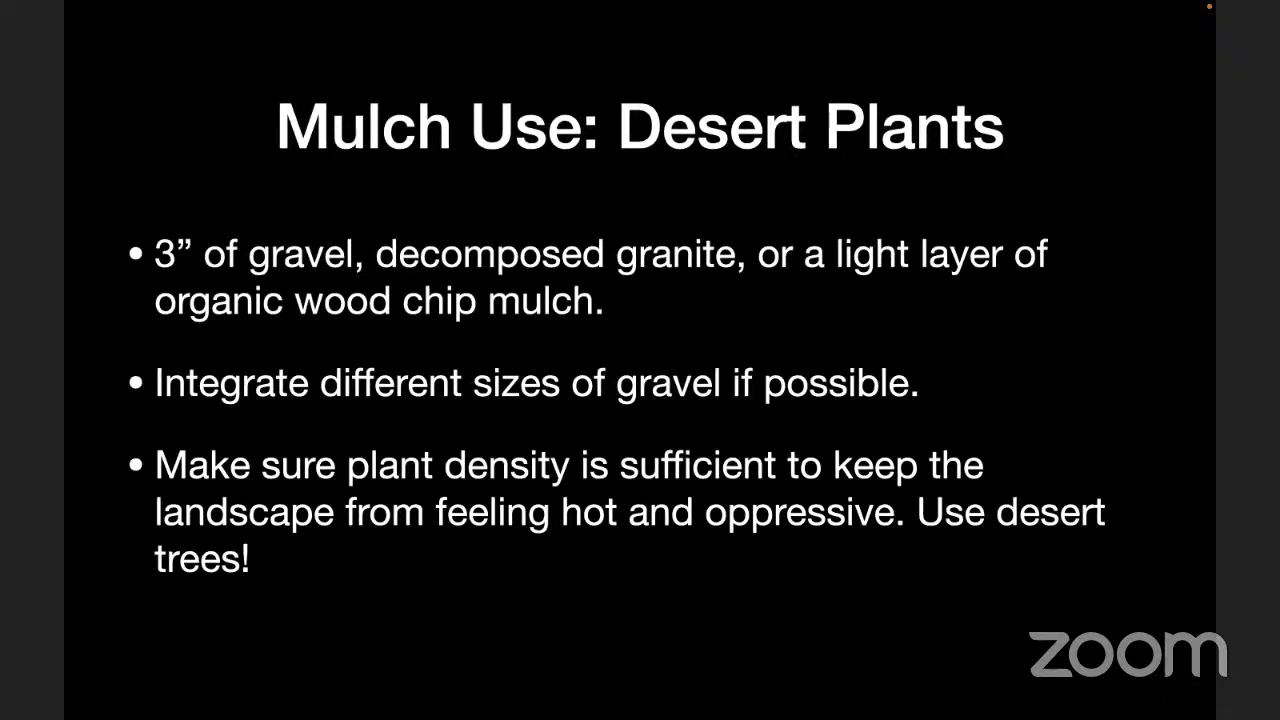 Mulch Use: Desert Plants
• 3” of gravel, decomposed granite, or a light layer of
organic wood chip mulch.
• Integrate different sizes of gravel if possible.
• Make sure plant density is sufficient to keep the
landscape from feeling hot and oppressive. Use desert
trees!
zoom